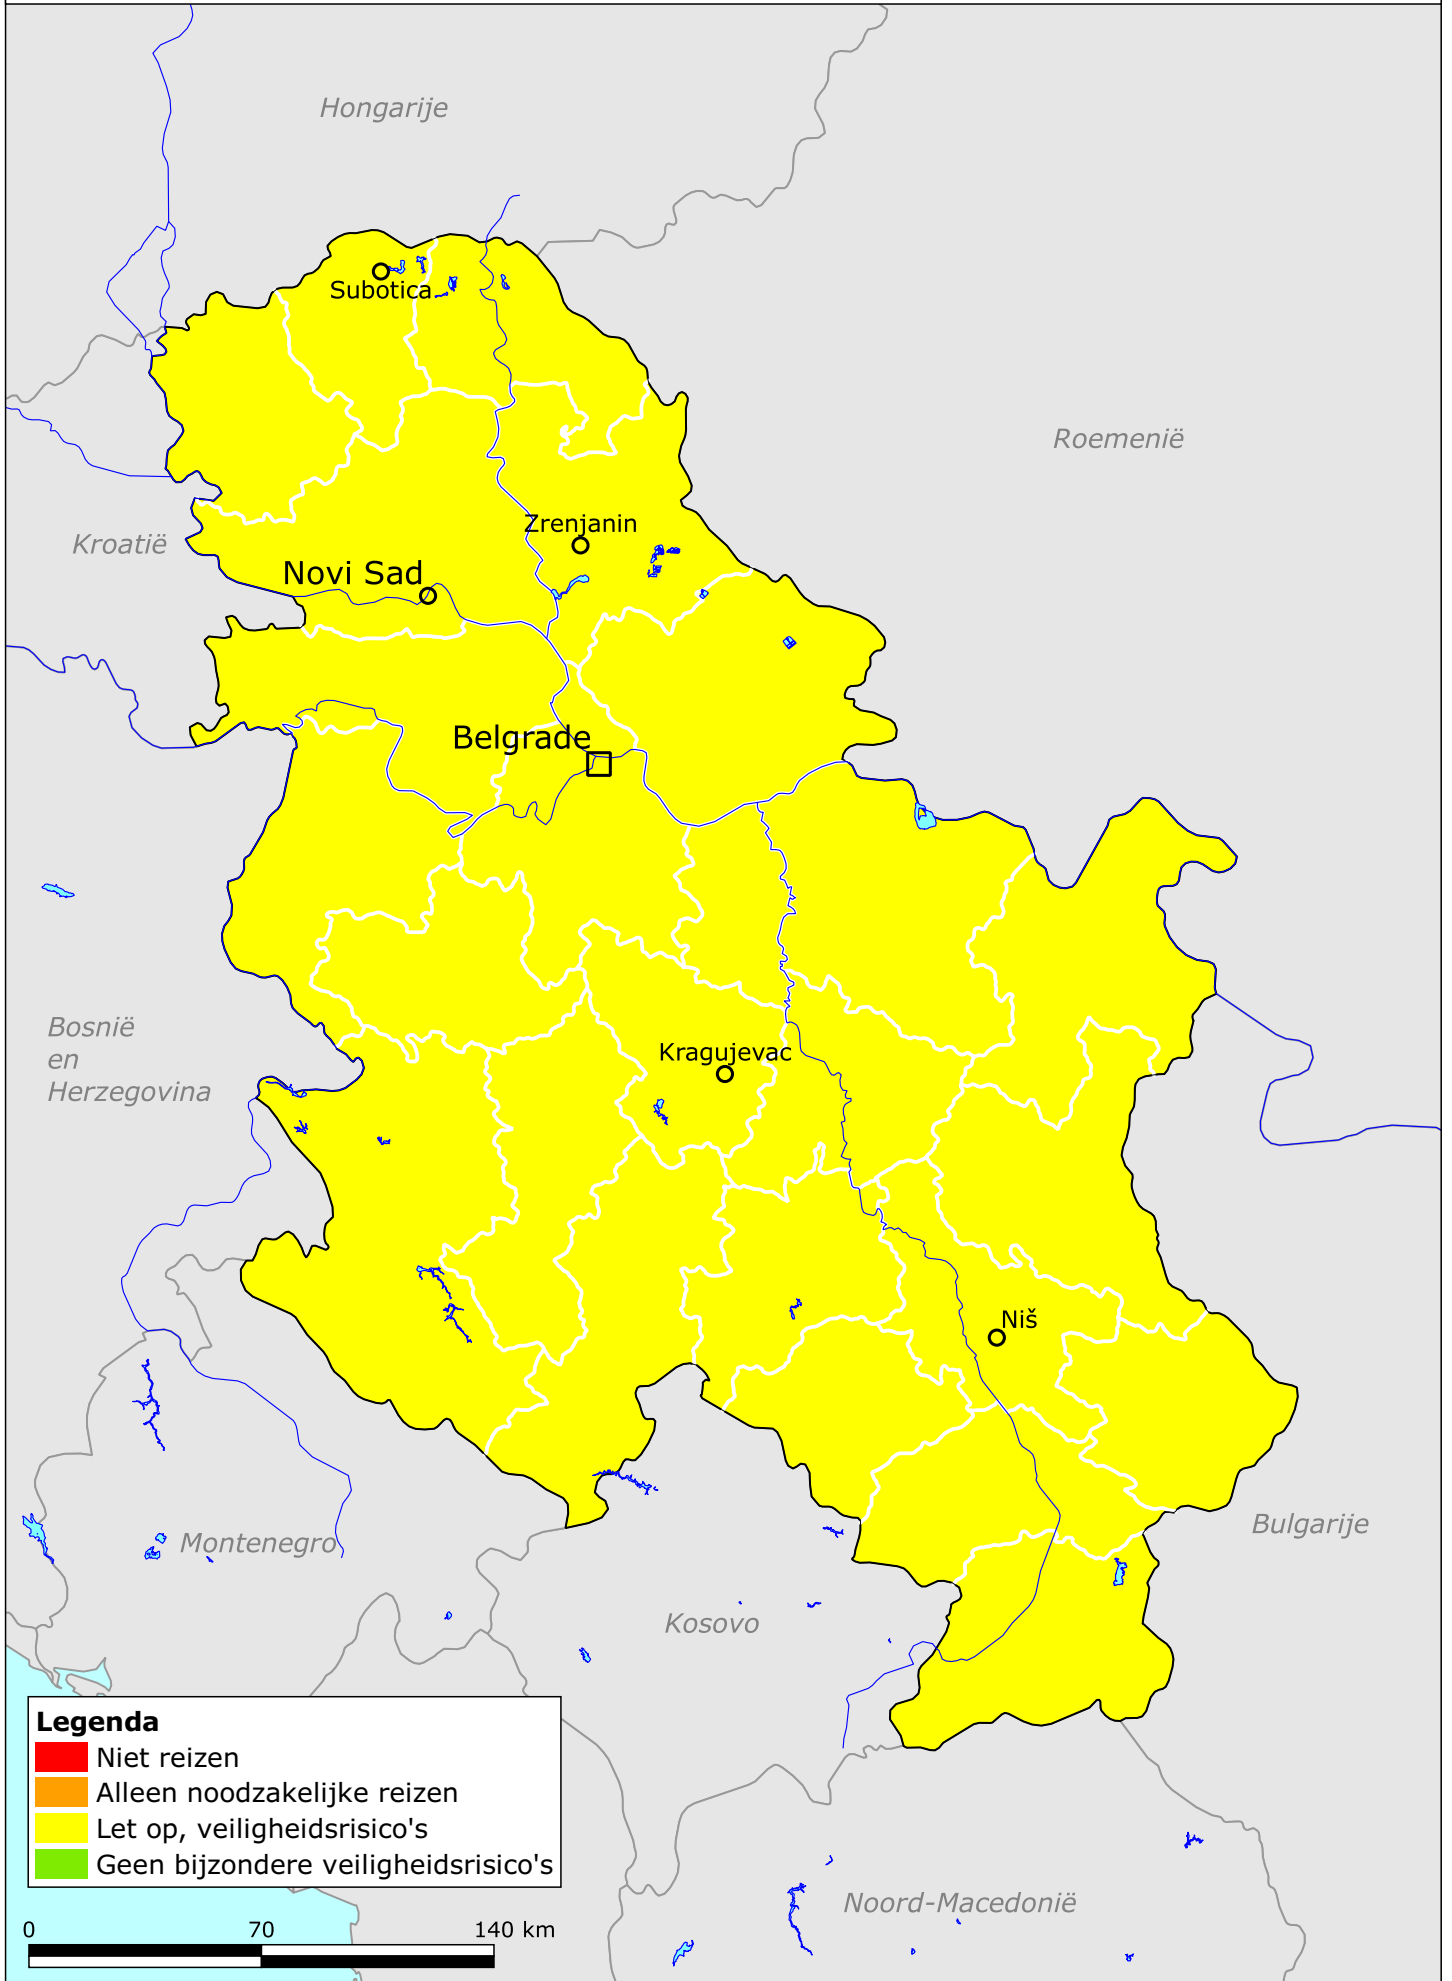 Hongarije
Subotica
Roemenië
Zrenjanin
Kroatië
Novi Sad
Belgrade
Bosnië
en
Herzegovina
Kragujevac
Niš
Bulgarije
Montenegro
Kosovo
Legenda
Niet reizen
Alleen noodzakelijke reizen
Let op, veiligheidsrisico's
Geen bijzondere veiligheidsrisico's
Noord-Macedonië
0 70 140 km